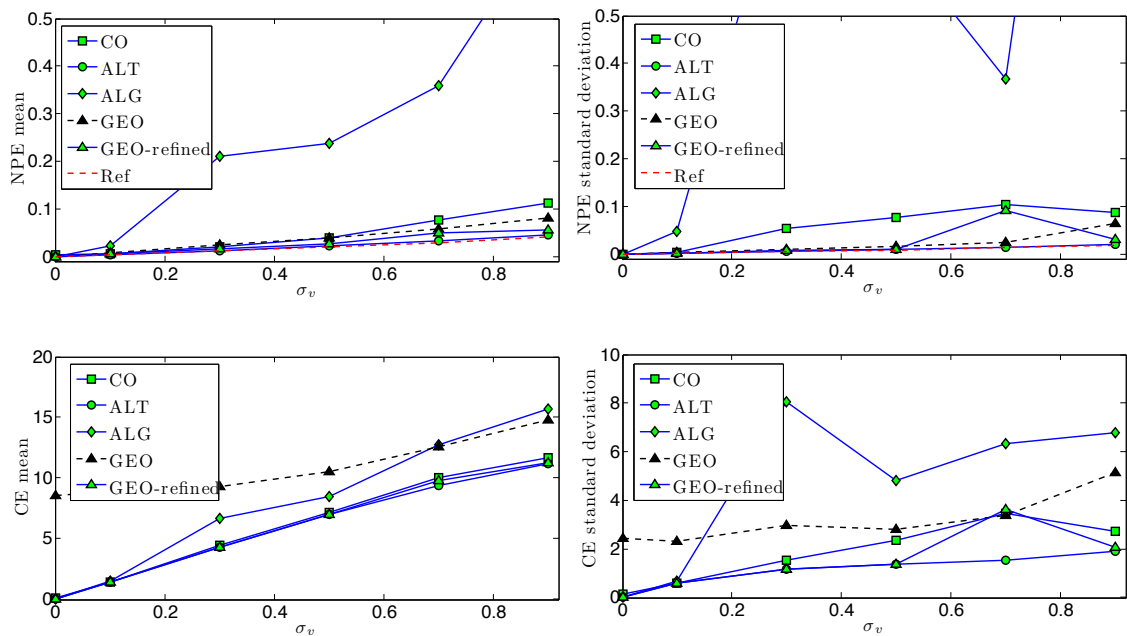 0.5
0.4
0.3
0.2
0.1
0
NPE mean
CO
ALT
ALG
GEO
GEO-refined
Ref
0 0.2 0.4 0.6 0.8
σv
0.5
0.4
0.3
0.2
0.1
0
NPE standard deviation
CO
ALT
ALG
GEO
GEO-refined
Ref
0 0.2 0.4 0.6 0.8
σv
20
15
10
5
0
CE mean
CO
ALT
ALG
GEO
GEO-refined
0 0.2 0.4 0.6 0.8
σv
10
8
6
4
2
0
CE standard deviation
CO
ALT
ALG
GEO
GEO-refined
0 0.2 0.4 0.6 0.8
σv